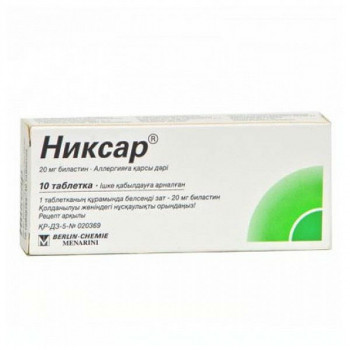 Никсар®
20 мг биластин - Аллергияға қарсы дәрі
10 таблетка - Ішке қабылдауға арналған
1 таблетканың құрамында белсенді зат - 20 мг биластин
Қолданылуы жөніндегі нұсқаулықты орындаңыз!
Рецепт арқылы
ҚР-ДЗ-5-№ 020369
BERLIN-CHEMIE
MENARINI